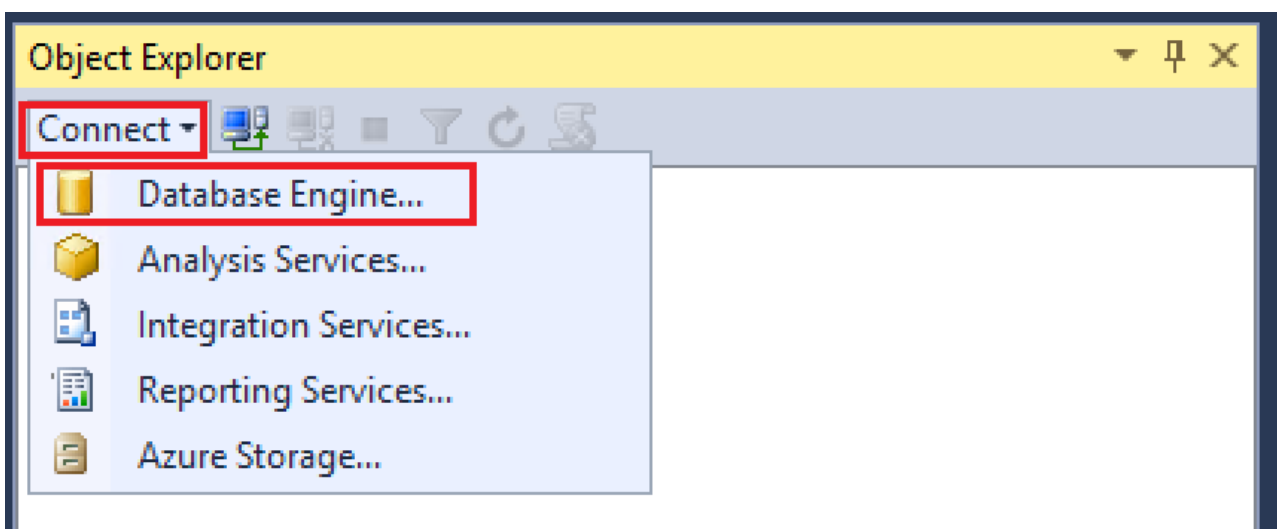 Object Explorer
Connect
Database Engine...
Analysis Services...
Integration Services...
Reporting Services...
Azure Storage...